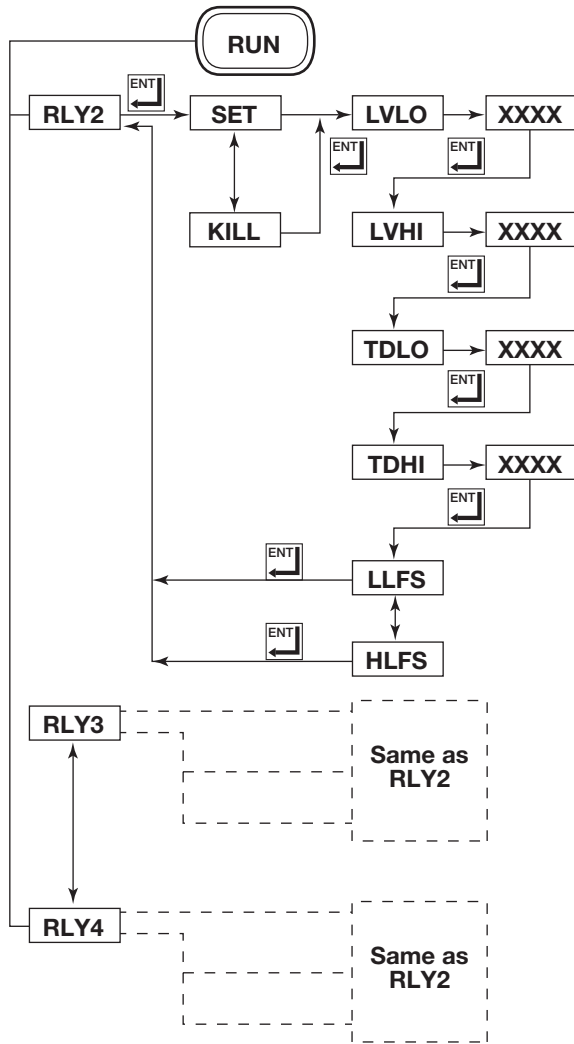 RUN
ENT
RLY2
SET
LVLO
XXXX
ENT
ENT
KILL
LVHI
XXXX
ENT
TDLO
XXXX
ENT
TDHI
XXXX
ENT
ENT
LLFS
ENT
HLFS
RLY3
Same as
RLY2
RLY4
Same as
RLY2